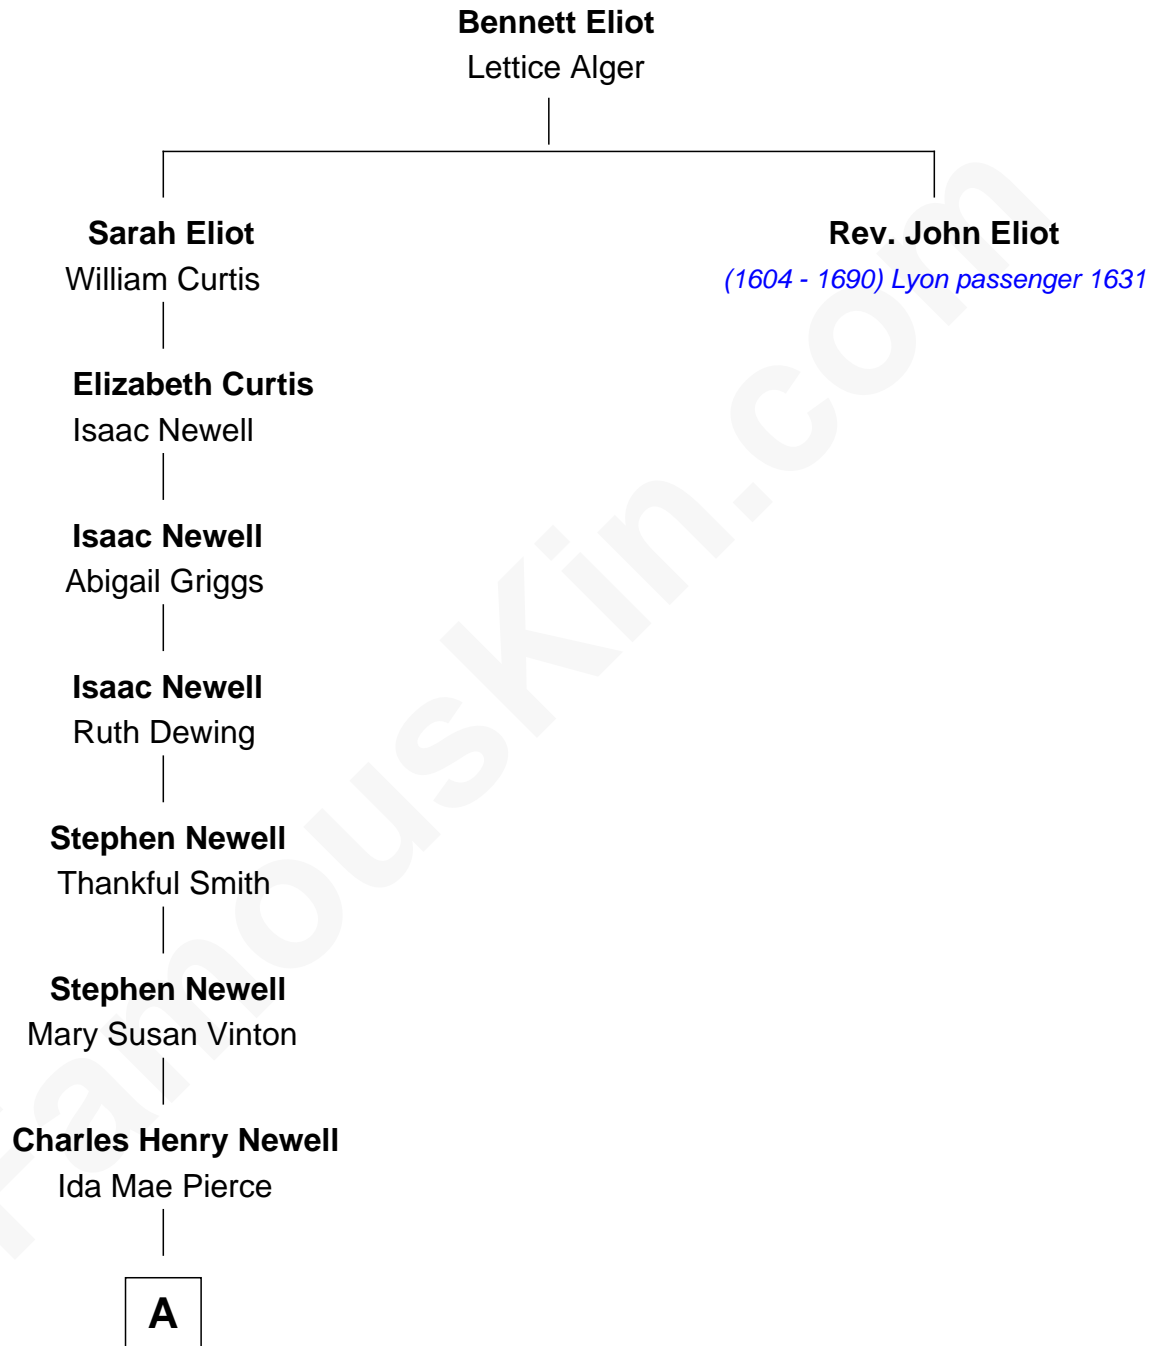 Bennett Eliot
Lettice Alger
Sarah Eliot
William Curtis
Rev. John Eliot
(1604 - 1690) Lyon passenger 1631
Elizabeth Curtis
Isaac Newell
Isaac Newell
Abigail Griggs
Isaac Newell
Ruth Dewing
Stephen Newell
Thankful Smith
Stephen Newell
Mary Susan Vinton
Charles Henry Newell
Ida Mae Pierce
A
FamousKin.com